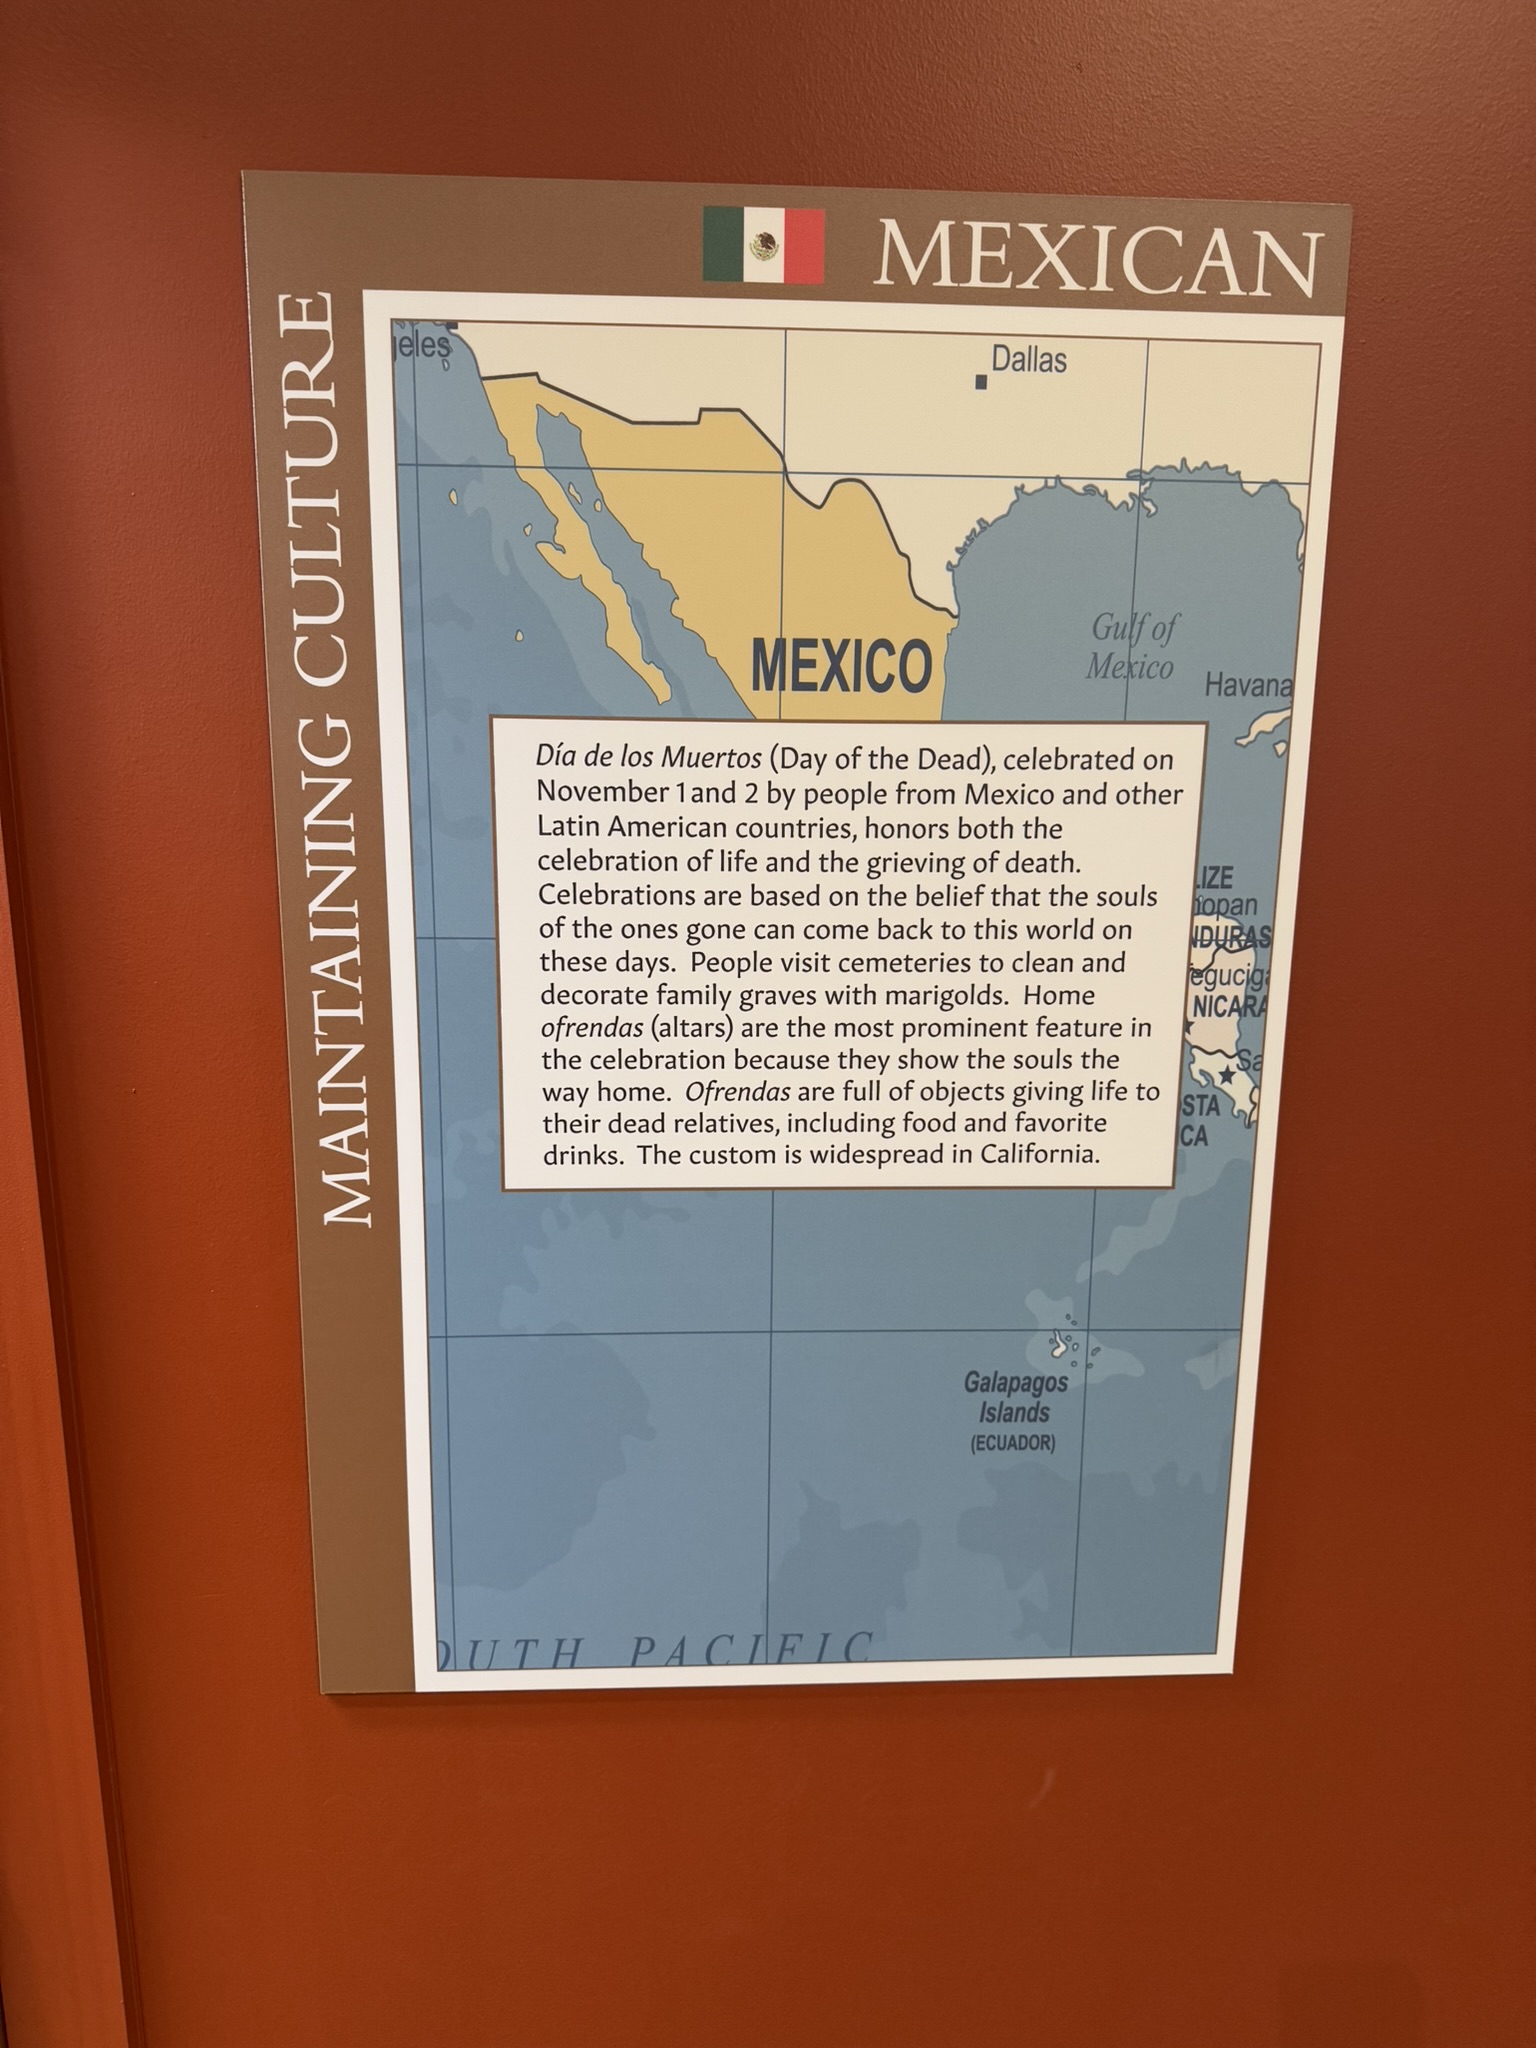 MEXICAN
MAINTAINING CULTURE
Dallas
MEXICO
Gulf of
Mexico
Havana
Día de los Muertos (Day of the Dead), celebrated on
November 1 and 2 by people from Mexico and other
Latin American countries, honors both the
celebration of life and the grieving of death.
Celebrations are based on the belief that the souls
of the ones gone can come back to this world on
these days. People visit cemeteries to clean and
decorate family graves with marigolds. Home
ofrendas (altars) are the most prominent feature in
the celebration because they show the souls the
way home. Ofrendas are full of objects giving life to
their dead relatives, including food and favorite
drinks. The custom is widespread in California.
eles
LIZE
opan
NDURAS
egucig
NICARA
Sa
STA
CA
Galapagos
Islands
(ECUADOR)
OUTH PACIFIC